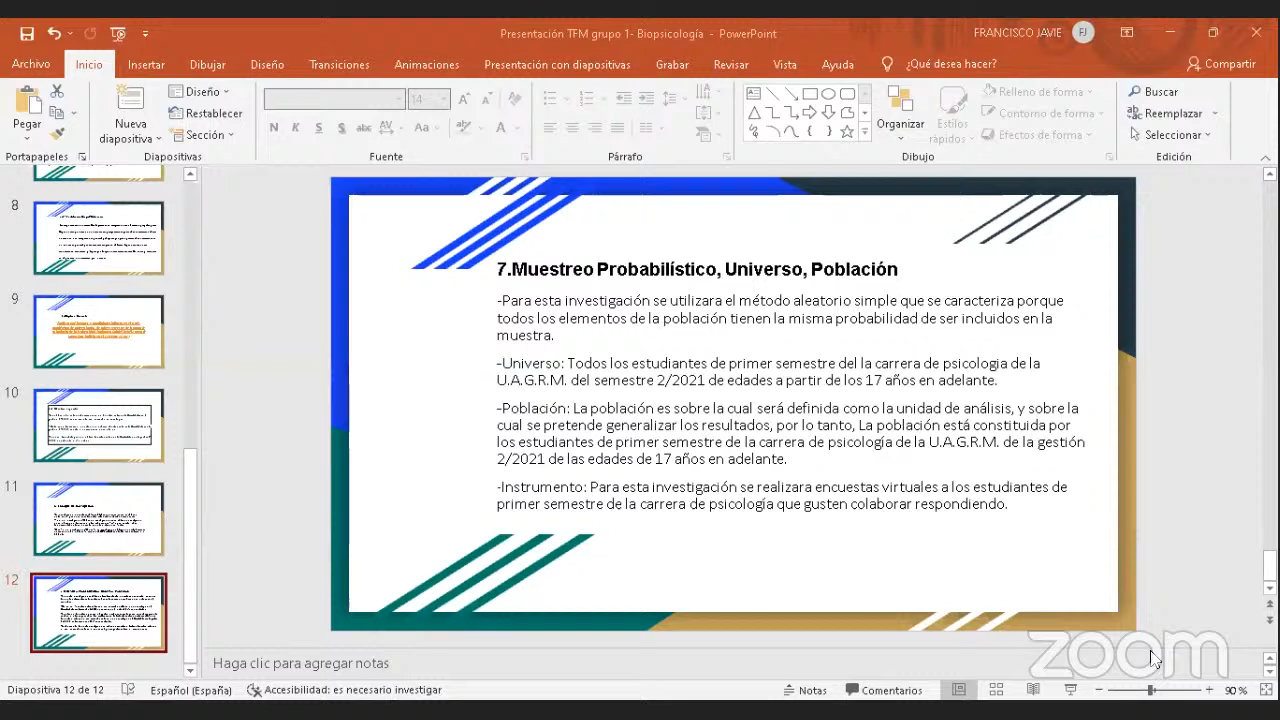 Presentación TFM grupo 1- Biopsicología - PowerPoint
FRANCISCO JAVIE
FJ
Archivo
Inicio
Insertar
Dibujar
Diseño
Transiciones
Animaciones
Presentación con diapositivas
Grabar
Revisar
Vista
Ayuda
¿Qué desea hacer?
Compartir
Pegar
Nueva
diapositiva
Diseño
Restablecer
Sección
14
N K S S abc AV Aa A
Organizar
Estilos
rápidos
Relleno de forma
Contorno de forma
Efectos de forma
Buscar
Reemplazar
Seleccionar
Portapapeles
Diapositivas
Fuente
Párrafo
Dibujo
Edición
8
9
10
11
12
7.Muestreo Probabilístico, Universo, Población
-Para esta investigación se utilizara el método aleatorio simple que se caracteriza porque
todos los elementos de la población tienen la misma probabilidad de ser incluidos en la
muestra.
-Universo: Todos los estudiantes de primer semestre del la carrera de psicologia de la
U.A.G.R.M. del semestre 2/2021 de edades a partir de los 17 años en adelante.
-Población: La población es sobre la cual será definida como la unidad de análisis, y sobre la
cual se pretende generalizar los resultados, por lo tanto, La población está constituida por
los estudiantes de primer semestre de la carrera de psicología de la U.A.G.R.M. de la gestión
2/2021 de las edades de 17 años en adelante.
-Instrumento: Para esta investigación se realizara encuestas virtuales a los estudiantes de
primer semestre de la carrera de psicología que gusten colaborar respondiendo.
Haga clic para agregar notas
zoom
Diapositiva 12 de 12
Español (España)
Accesibilidad: es necesario investigar
Notas
Comentarios
90 %